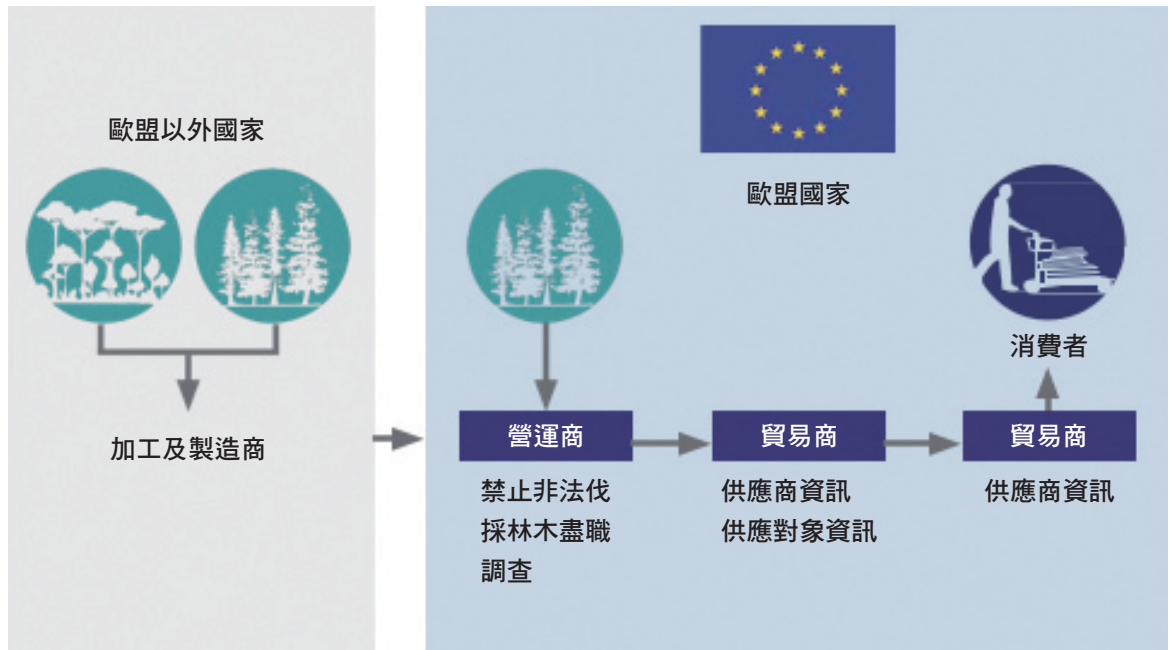 歐盟以外國家
加工及製造商
歐盟國家
消費者
營運商
禁止非法伐
採林木盡職
調查
貿易商
供應商資訊
供應對象資訊
貿易商
供應商資訊